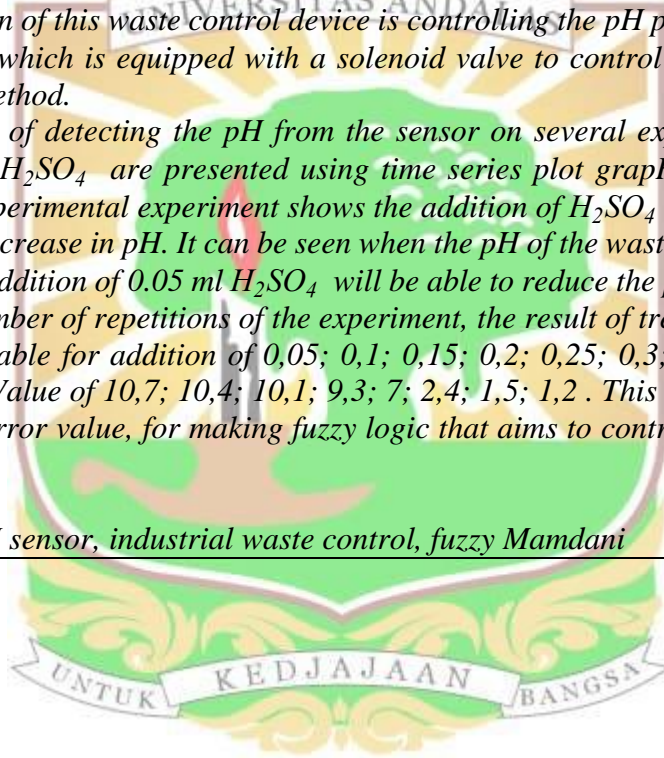 UNIVERSITAS ANDALAS
n of this waste control device is controlling the pH p
which is equipped with a solenoid valve to control
ethod.
of detecting the pH from the sensor on several ex
H₂SO₄ are presented using time series plot grap
perimental experiment shows the addition of H₂SO₄
crease in pH. It can be seen when the pH of the wast
ddition of 0.05 ml H₂SO₄ will be able to reduce the
mber of repetitions of the experiment, the result of tr
able for addition of 0,05; 0,1; 0,15; 0,2; 0,25; 0,3;
Value of 10,7; 10,4; 10,1; 9,3; 7; 2,4; 1,5; 1,2 . This
rror value, for making fuzzy logic that aims to contr
sensor, industrial waste control, fuzzy Mamdani
UNTUK KEDJAJAAN BANGSA